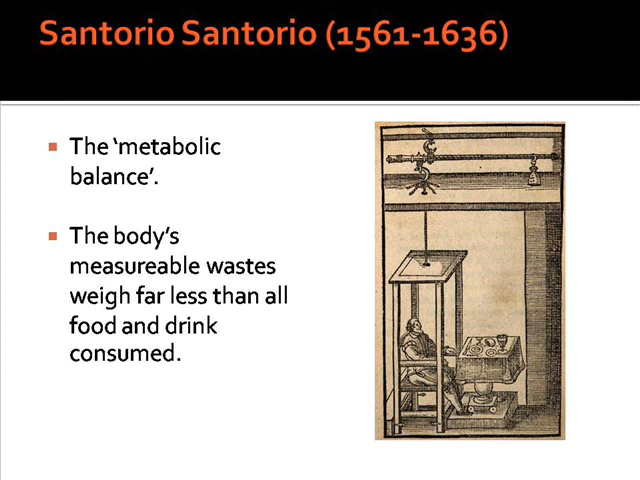 Santorio Santorio (1561-1636)
The ‘metabolic
balance’.
The body’s
measureable wastes
weigh far less than all
food and drink
consumed.